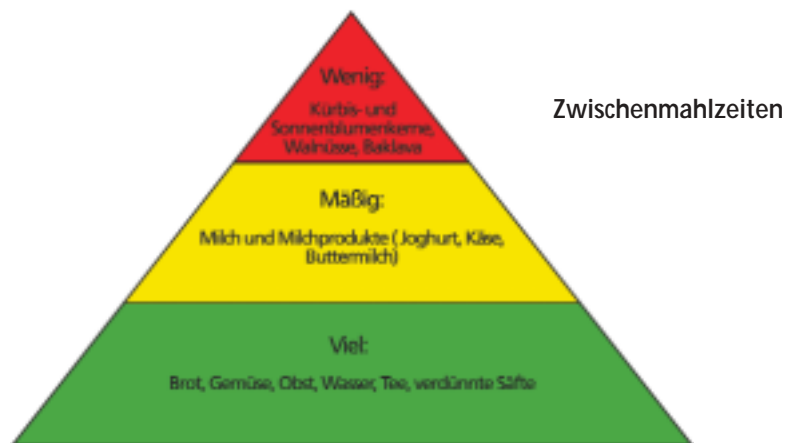 Wenig:
Kürbis- und
Sonnenblumenkerne,
Walnüsse, Baklava
Zwischenmahlzeiten
Mäßig:
Milch und Milchprodukte ( Joghurt, Käse,
Buttermilch)
Viel:
Brot, Gemüse, Obst, Wasser, Tee, verdünnte Säfte